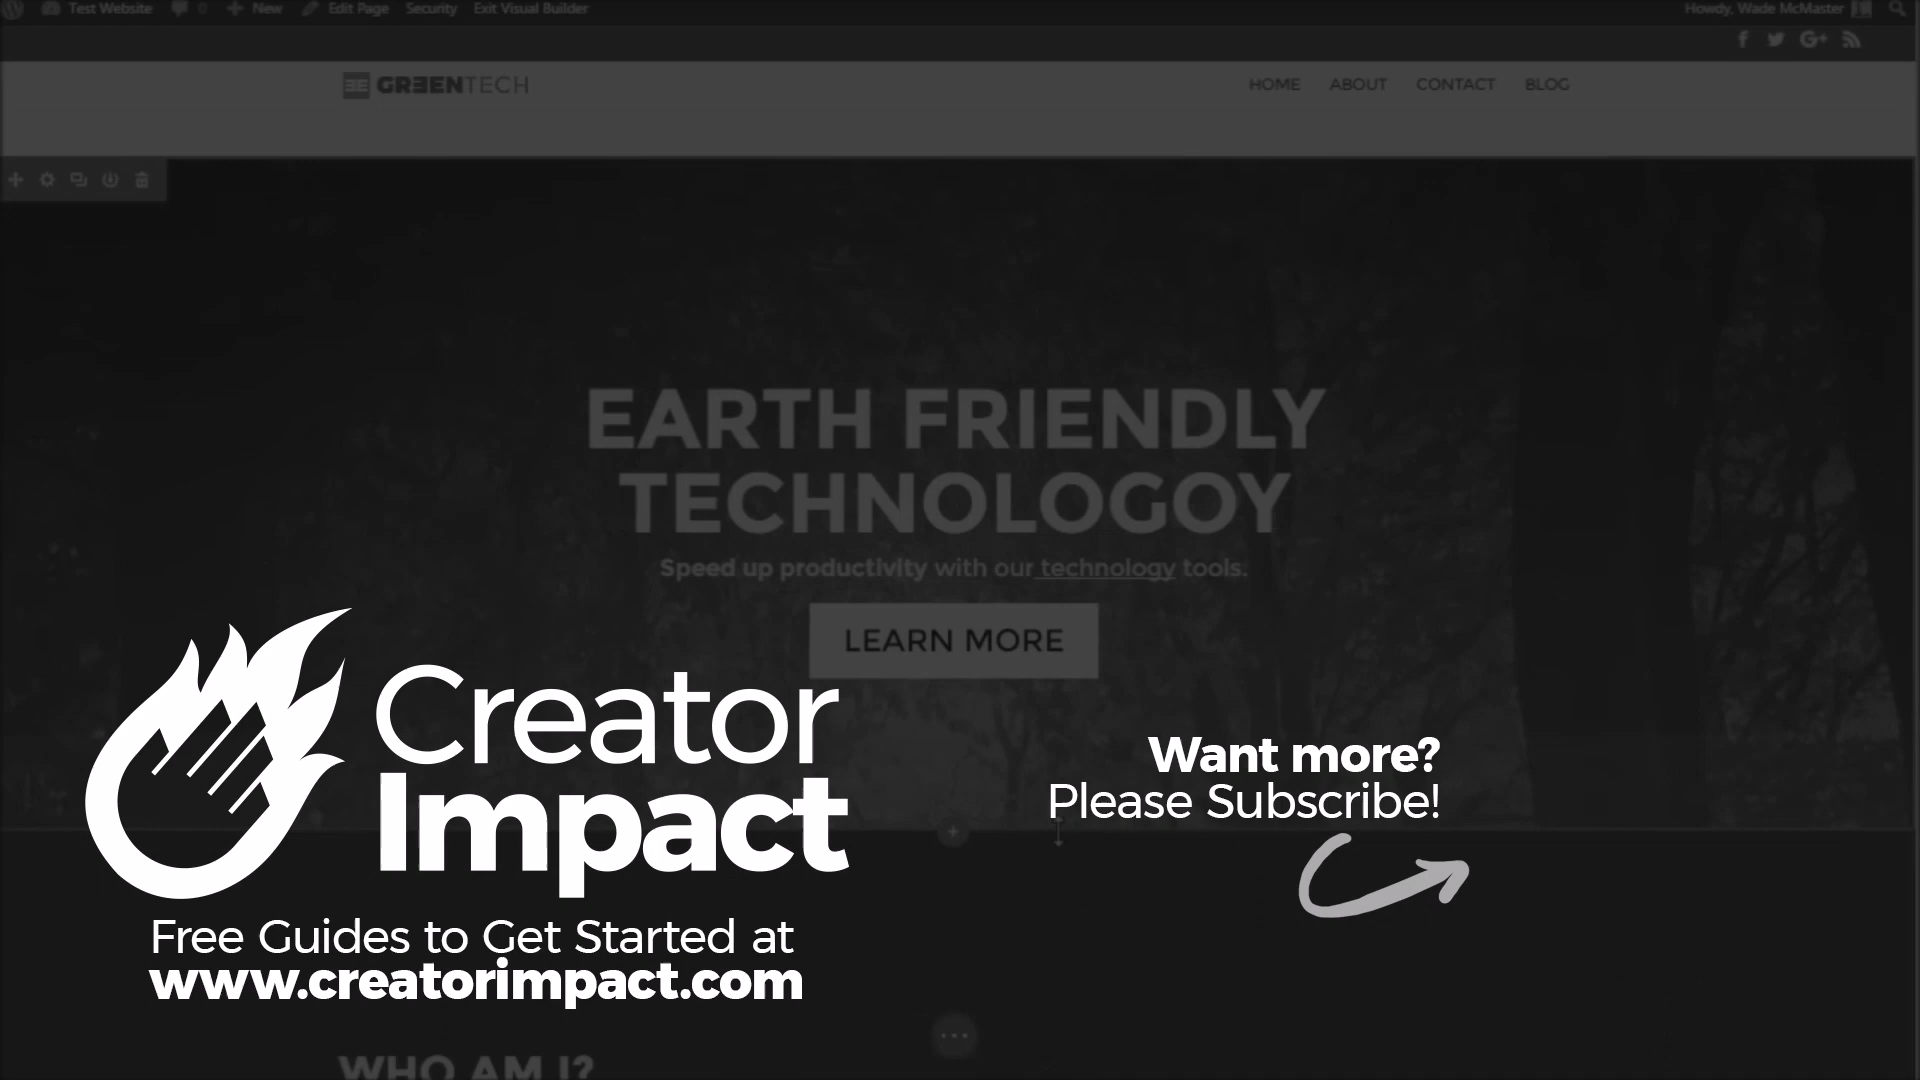 Test Website 0 New Edit Page Security Exit Visual Builder Howdy, Wade McMaster
GREENTECH HOME ABOUT CONTACT BLOG
EARTH FRIENDLY
TECHNOLOGOY
Speed up productivity with our technology tools.
LEARN MORE
Creator
Impact
Free Guides to Get Started at
www.creatorimpact.com
Want more?
Please Subscribe!
WHO AM I?